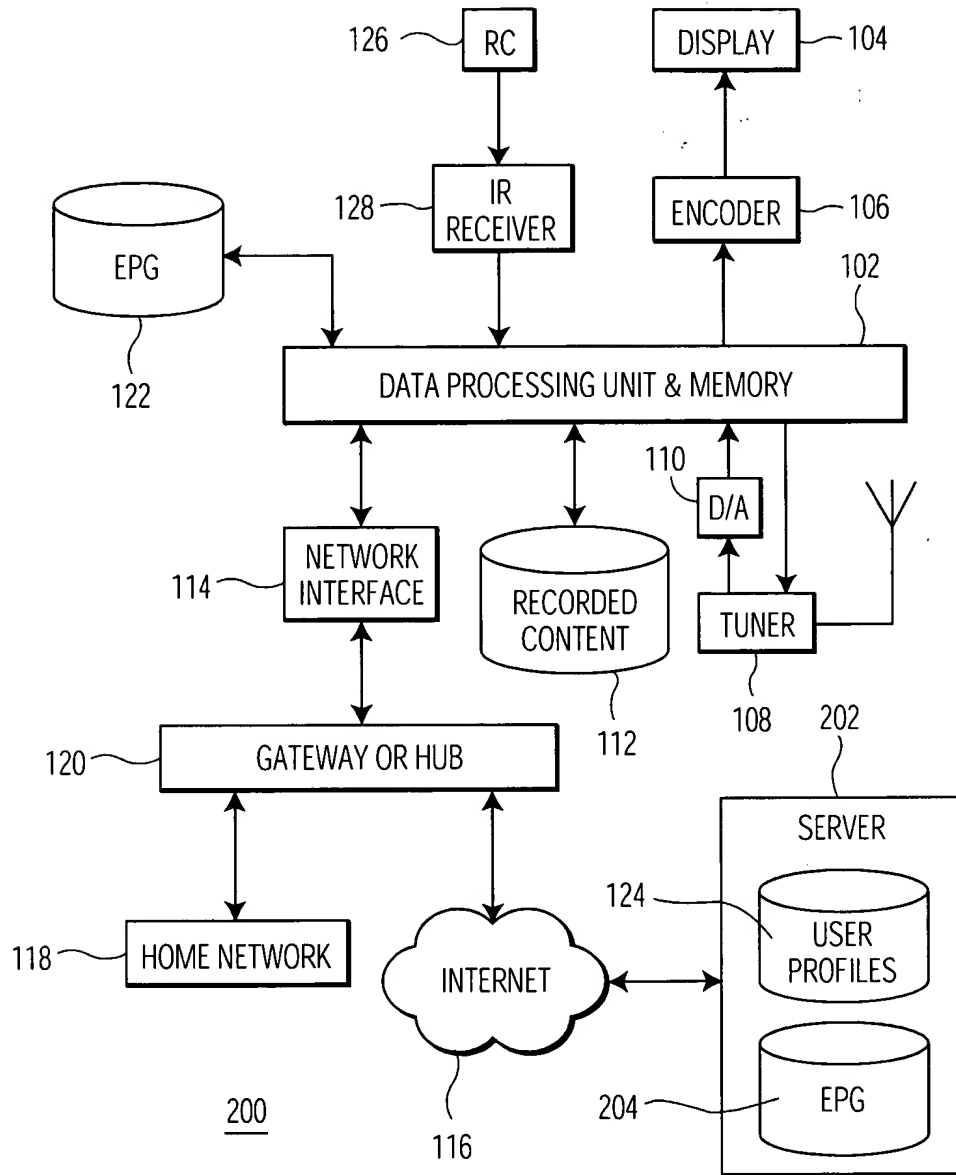 126
RC
DISPLAY
104
128
IR
RECEIVER
ENCODER
106
EPG
122
102
DATA PROCESSING UNIT & MEMORY
110
D/A
114
NETWORK
INTERFACE
RECORDED
CONTENT
112
TUNER
108
120
GATEWAY OR HUB
202
SERVER
124
USER
PROFILES
118
HOME NETWORK
INTERNET
116
204
EPG
200